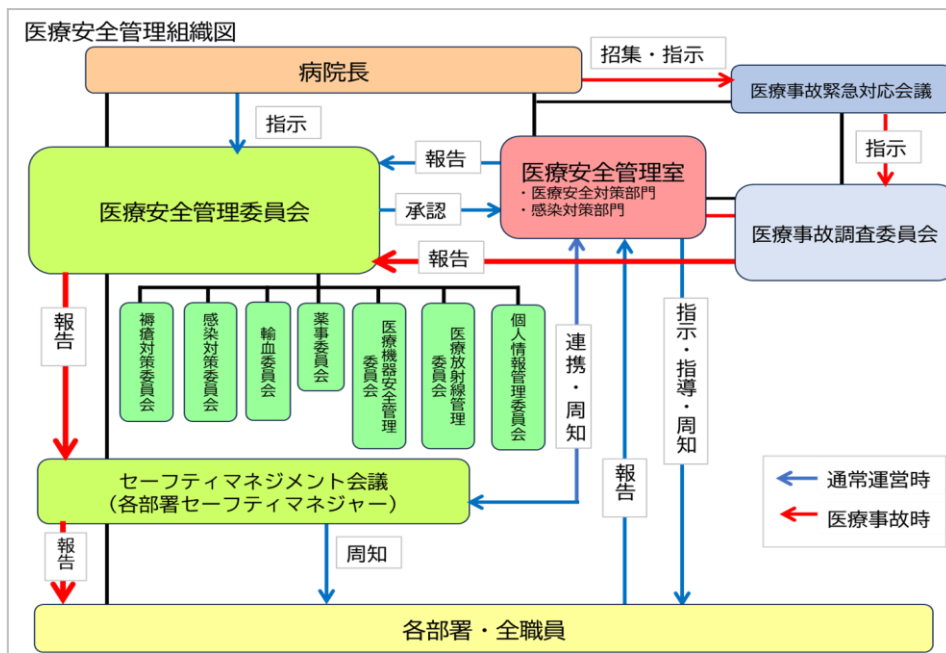 医療安全管理組織図
病院長
招集・指示
医療事故緊急対応会議
指示
指示
医療安全管理委員会
報告
承認
医療安全管理室
・医療安全対策部門
・感染対策部門
医療事故調査委員会
報告
報告
褥瘡対策委員会
感染対策委員会
輸血委員会
薬事委員会
医療機器安全管理
委員会
医療放射線管理
委員会
個人情報管理委員会
連携・周知
報告
指示・指導・周知
セーフティマネジメント会議
(各部署セーフティマネジャー)
報告
周知
通常運営時
医療事故時
各部署・全職員